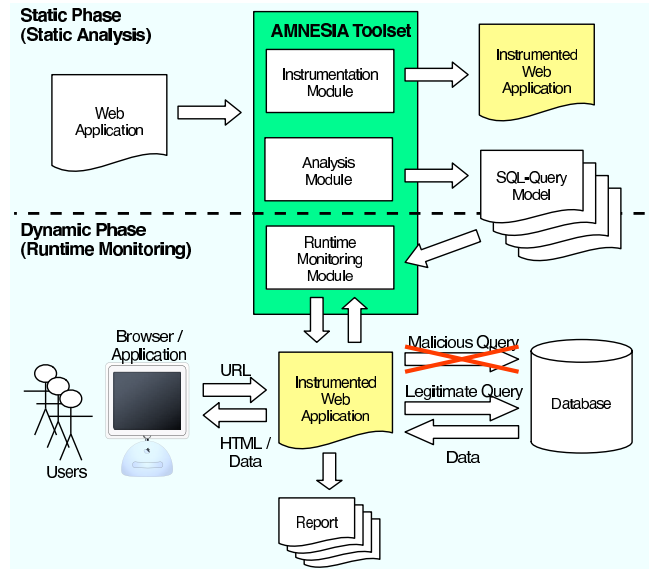 Static Phase
(Static Analysis)
AMNESIA Toolset
Instrumentation
Module
Instrumented
Web
Application
Web
Application
Analysis
Module
SQL-Query
Model
Dynamic Phase
(Runtime Monitoring)
Runtime
Monitoring
Module
Browser /
Application
URL
HTML /
Data
Users
Instrumented
Web
Application
Malicious Query
Legitimate Query
Data
Database
Report